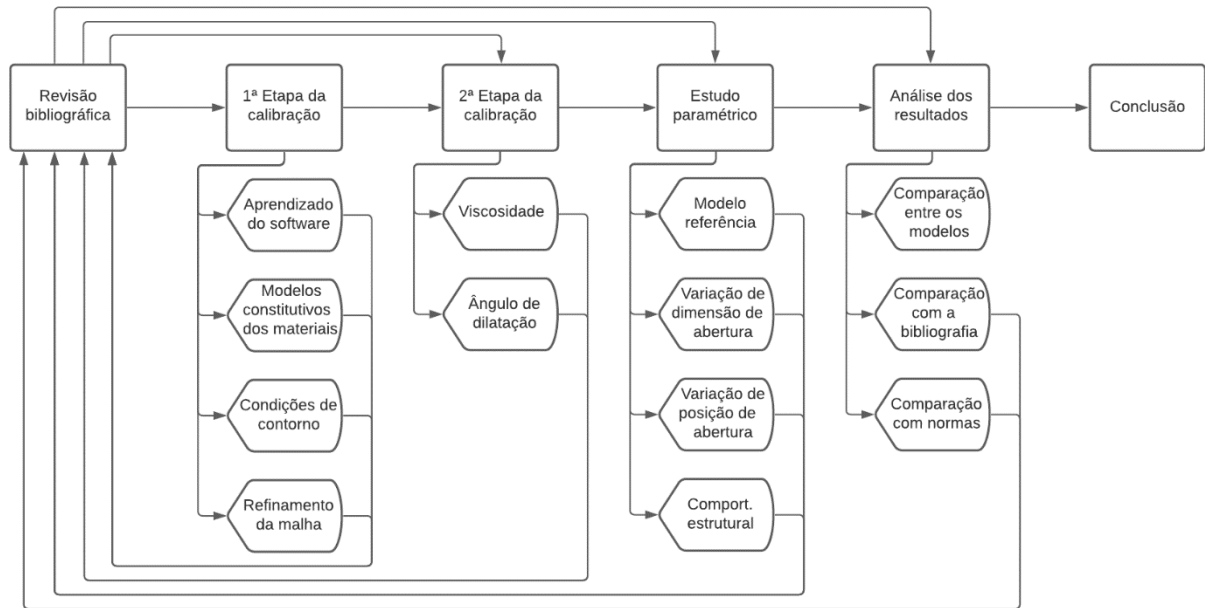 Revisão
bibliográfica
1ª Etapa da
calibração
2ª Etapa da
calibração
Estudo
paramétrico
Análise dos
resultados
Conclusão
Aprendizado
do software
Modelos
constitutivos
dos materiais
Condições de
contorno
Refinamento
da malha
Viscosidade
Ângulo de
dilatação
Modelo
referência
Variação de
dimensão de
abertura
Variação de
posição de
abertura
Comport.
estrutural
Comparação
entre os
modelos
Comparação
com a
bibliografia
Comparação
com normas